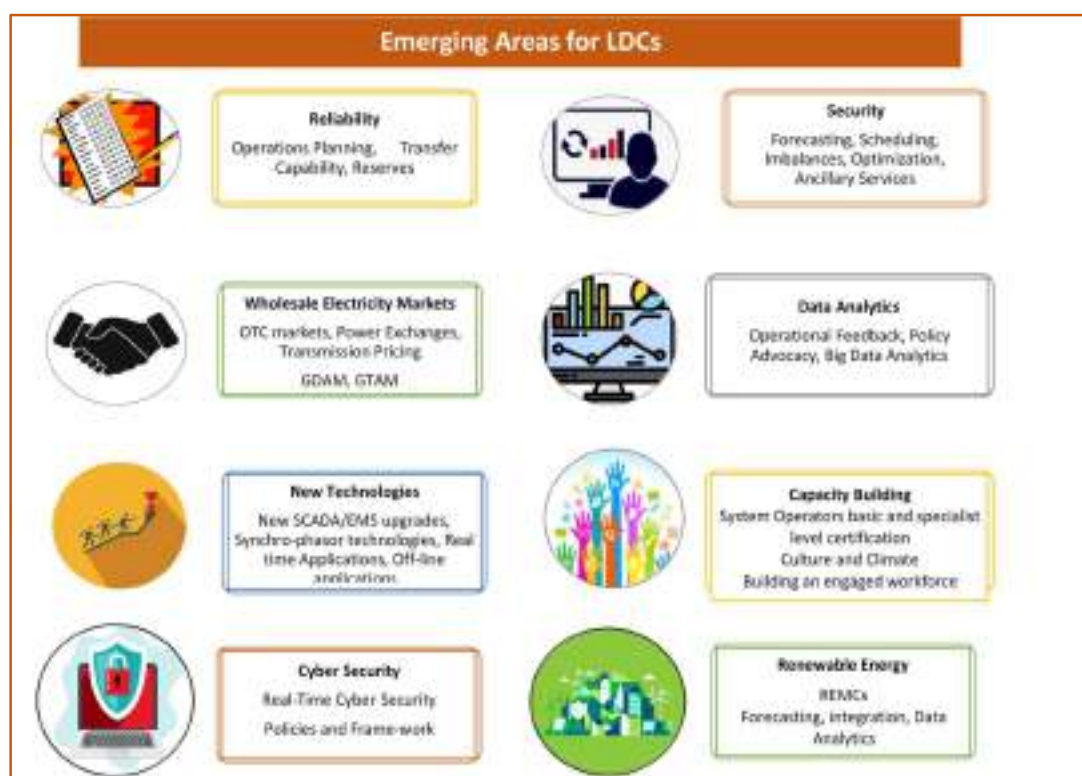 Emerging Areas for LDCs
Reliability
Operations Planning, Transfer
Capability, Reserves
Security
Forecasting, Scheduling,
Imbalances, Optimization,
Ancillary Services
Wholesale Electricity Markets
OTC markets, Power Exchanges,
Transmission Pricing
GDAM, GTAM
Data Analytics
Operational Feedback, Policy
Advocacy, Big Data Analytics
New Technologies
New SCADA/EMS upgrades,
Synchro-phasor technologies, Real
time Applications, Off-line
applications
Capacity Building
System Operators basic and specialist
level certification
Culture and Climate
Building an engaged workforce
Cyber Security
Real-Time Cyber Security
Policies and Frame-work
Renewable Energy
REMCs
Forecasting, integration, Data
Analytics